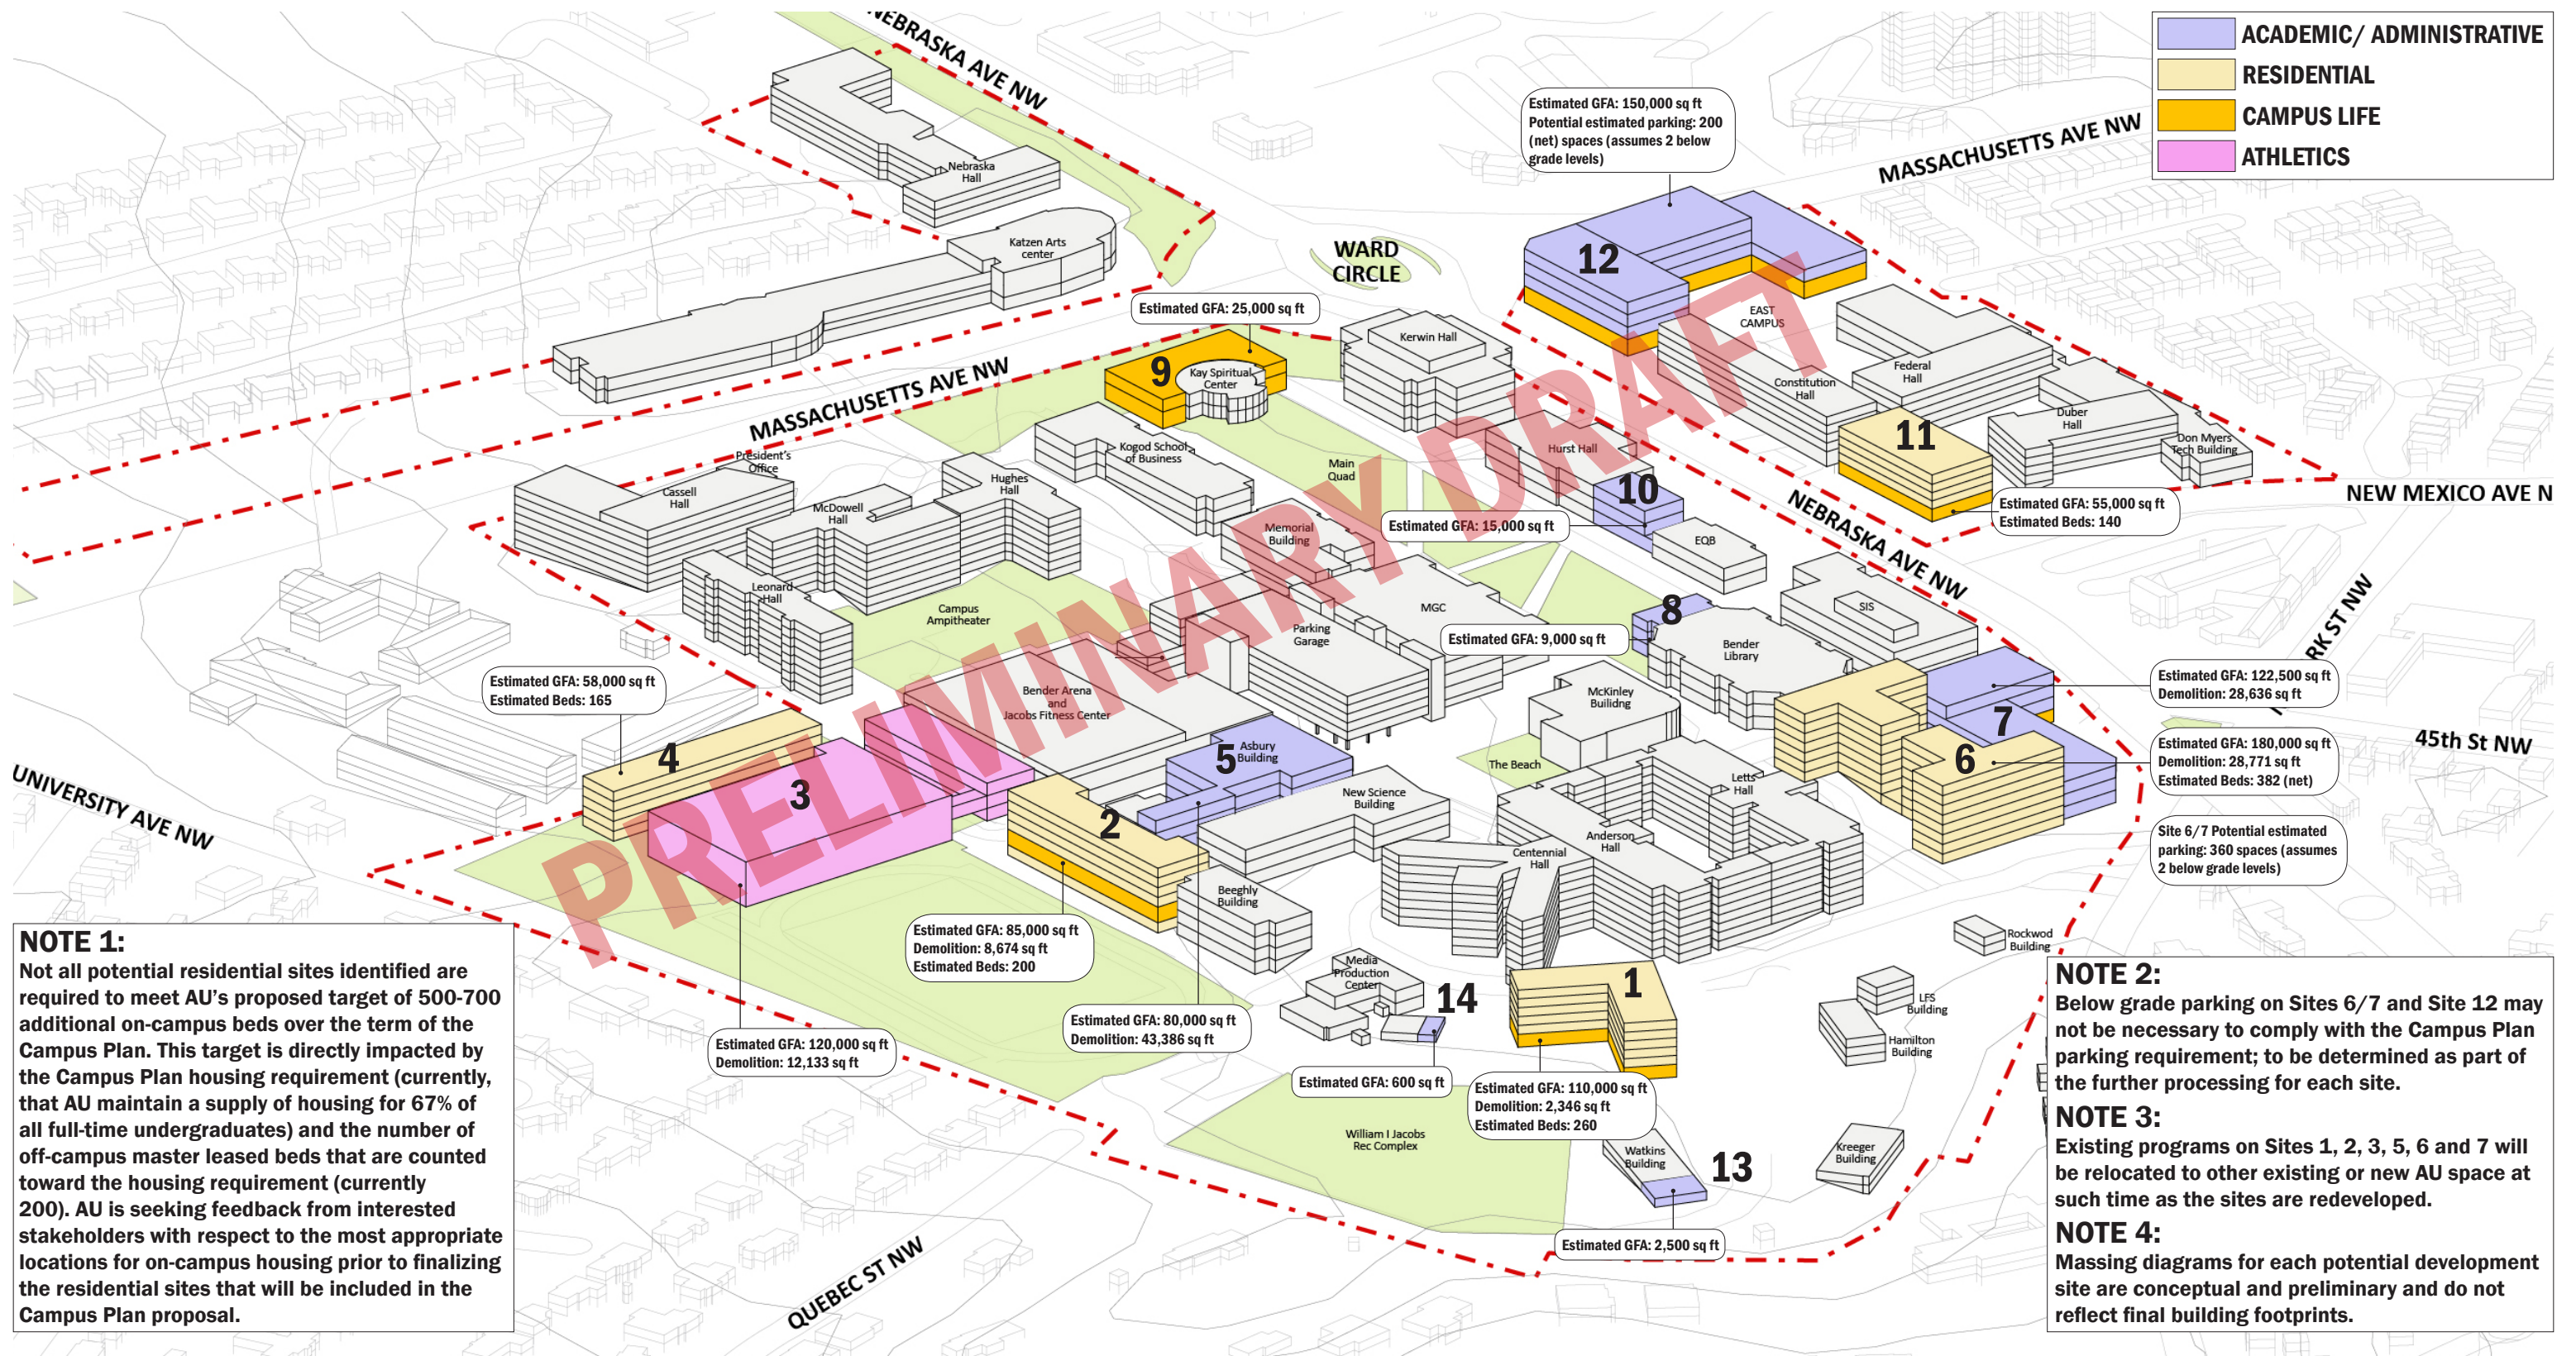 NEBRASKA AVE NW
ACADEMIC/ ADMINISTRATIVE
RESIDENTIAL
CAMPUS LIFE
ATHLETICS
Estimated GFA: 150,000 sq ft
Potential estimated parking: 200
(net) spaces (assumes 2 below
grade levels)
MASSACHUSETTS AVE NW
Nebraska
Hall
Katzen Arts
center
WARD
CIRCLE
12
Estimated GFA: 25,000 sq ft
EAST
CAMPUS
Kerwin Hall
9
Kay Spiritual
Center
MASSACHUSETTS AVE NW
Federal
Hall
Constitution
Hall
Duber
Hall
11
Don Myers
Tech Building
Kogod School
of Business
Hurst Hall
Main
Quad
President's
Office
Cassell
Hall
Hughes
Hall
McDowell
Hall
10
NEW MEXICO AVE N
Estimated GFA: 55,000 sq ft
Estimated Beds: 140
Estimated GFA: 15,000 sq ft
Memorial
Building
EQB
NEBRASKA AVE NW
Leonard
Hall
Campus
Ampitheater
MGC
Parking
Garage
8
SIS
Estimated GFA: 9,000 sq ft
Bender
Library
RK ST NW
Estimated GFA: 58,000 sq ft
Estimated Beds: 165
Bender Arena
and
Jacobs Fitness Center
McKinley
Builidng
Estimated GFA: 122,500 sq ft
Demolition: 28,636 sq ft
7
45th St NW
4
5
Asbury
Building
The Beach
6
Estimated GFA: 180,000 sq ft
Demolition: 28,771 sq ft
Estimated Beds: 382 (net)
UNIVERSITY AVE NW
3
2
New Science
Building
Letts
Hall
Anderson
Hall
Centennial
Hall
Site 6/7 Potential estimated
parking: 360 spaces (assumes
2 below grade levels)
Beeghly
Building
PRELIMINARY DRAFT
Estimated GFA: 85,000 sq ft
Demolition: 8,674 sq ft
Estimated Beds: 200
Rockwod
Building
Media
Production
Center
14
1
LFS
Building
Hamilton
Building
Estimated GFA: 80,000 sq ft
Demolition: 43,386 sq ft
Estimated GFA: 120,000 sq ft
Demolition: 12,133 sq ft
Estimated GFA: 600 sq ft
Estimated GFA: 110,000 sq ft
Demolition: 2,346 sq ft
Estimated Beds: 260
William I Jacobs
Rec Complex
Watkins
Building
13
Kreeger
Building
Estimated GFA: 2,500 sq ft
QUEBEC ST NW
NOTE 1:
Not all potential residential sites identified are
required to meet AU's proposed target of 500-700
additional on-campus beds over the term of the
Campus Plan. This target is directly impacted by
the Campus Plan housing requirement (currently,
that AU maintain a supply of housing for 67% of
all full-time undergraduates) and the number of
off-campus master leased beds that are counted
toward the housing requirement (currently
200). AU is seeking feedback from interested
stakeholders with respect to the most appropriate
locations for on-campus housing prior to finalizing
the residential sites that will be included in the
Campus Plan proposal.
NOTE 2:
Below grade parking on Sites 6/7 and Site 12 may
not be necessary to comply with the Campus Plan
parking requirement; to be determined as part of
the further processing for each site.
NOTE 3:
Existing programs on Sites 1, 2, 3, 5, 6 and 7 will
be relocated to other existing or new AU space at
such time as the sites are redeveloped.
NOTE 4:
Massing diagrams for each potential development
site are conceptual and preliminary and do not
reflect final building footprints.